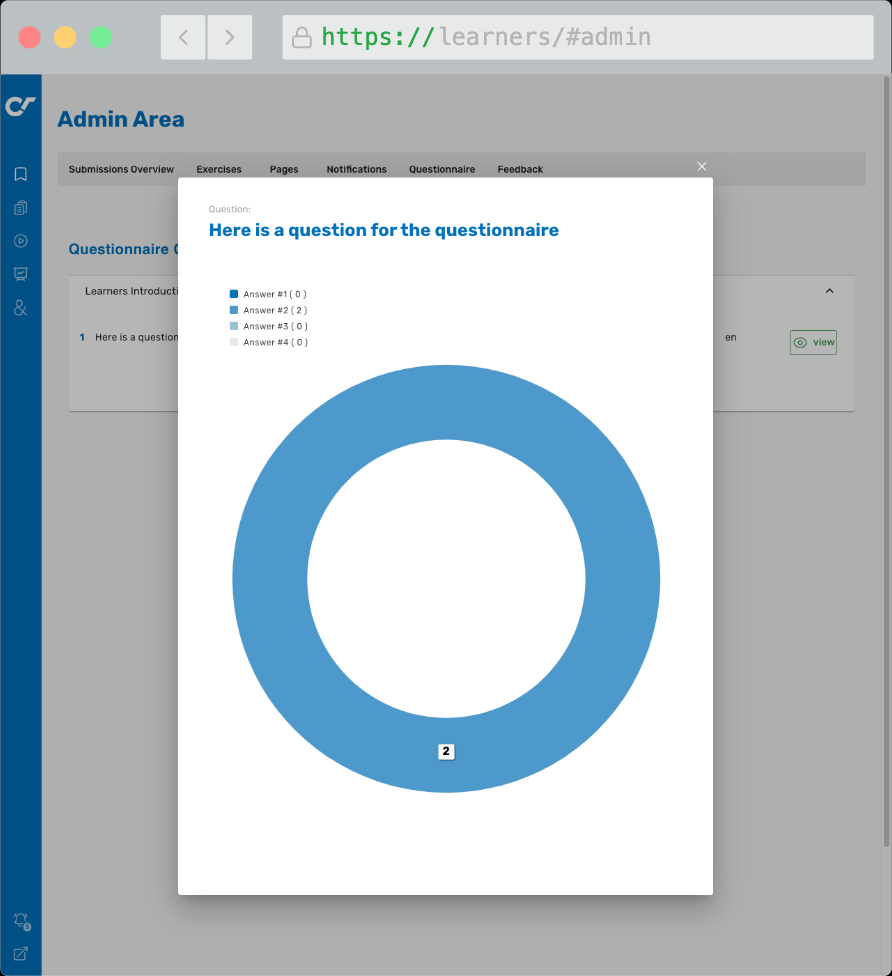 https://learners/#admin
Admin Area
Submissions Overview Exercises Pages Notifications Questionnaire Feedback
Question:
Here is a question for the questionnaire
Questionnaire
Learners Introducti
Answer #1 ( 0 )
Answer #2 ( 2 )
Answer #3 ( 0 )
Answer #4 ( 0 )
1 Here is a question
en
view
2